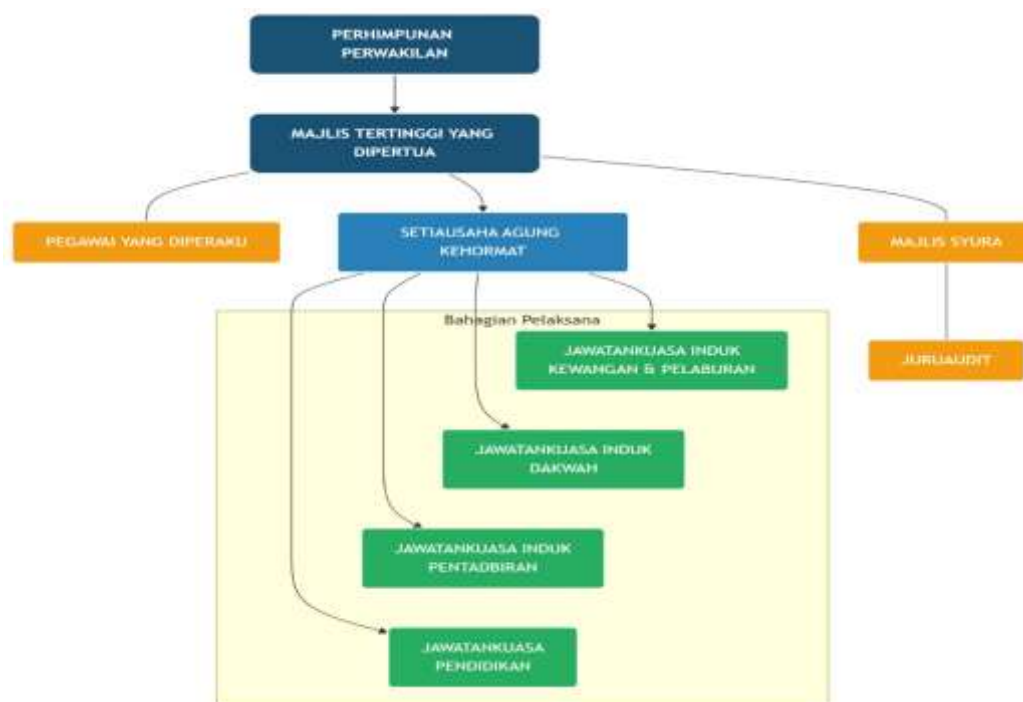 PERHIMPUNAN
PERWAKILAN
MAJLIS TERTINGGI YANG
DIPERTUA
PEGAWAI YANG DIPERAKU
SETIAUSAHA AGUNG
KEHORMAT
MAJLIS SYURA
Bahagian Pelaksana
JAWATANKUASA INDUK
KEWANGAN & PELABURAN
JURUAUDIT
JAWATANKUASA INDUK
DAKWAH
JAWATANKUASA INDUK
PENTADBIRAN
JAWATANKUASA
PENDIDIKAN